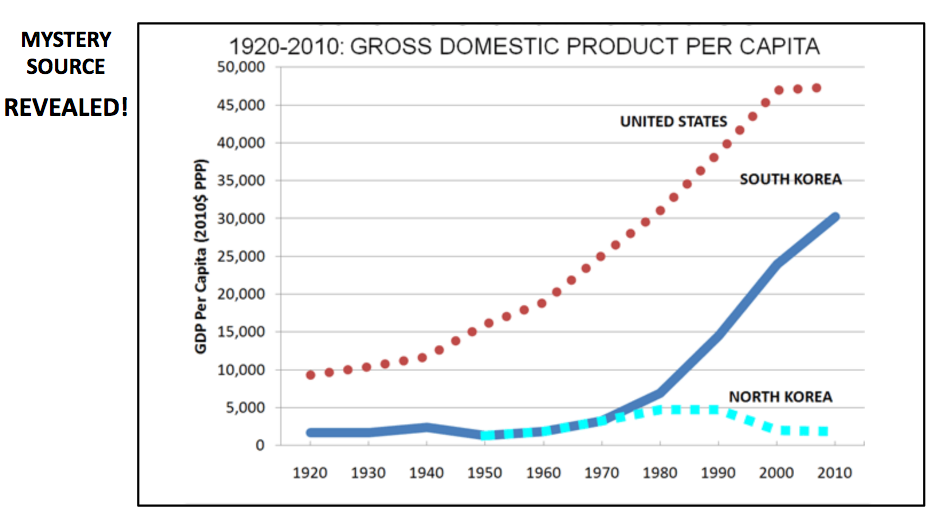 MYSTERY
SOURCE
REVEALED!
1920-2010: GROSS DOMESTIC PRODUCT PER CAPITA
GDP Per Capita (2010$ PPP)
50,000
45,000
40,000
35,000
30,000
25,000
20,000
15,000
10,000
5,000
0
UNITED STATES
SOUTH KOREA
NORTH KOREA
1920 1930 1940 1950 1960 1970 1980 1990 2000 2010